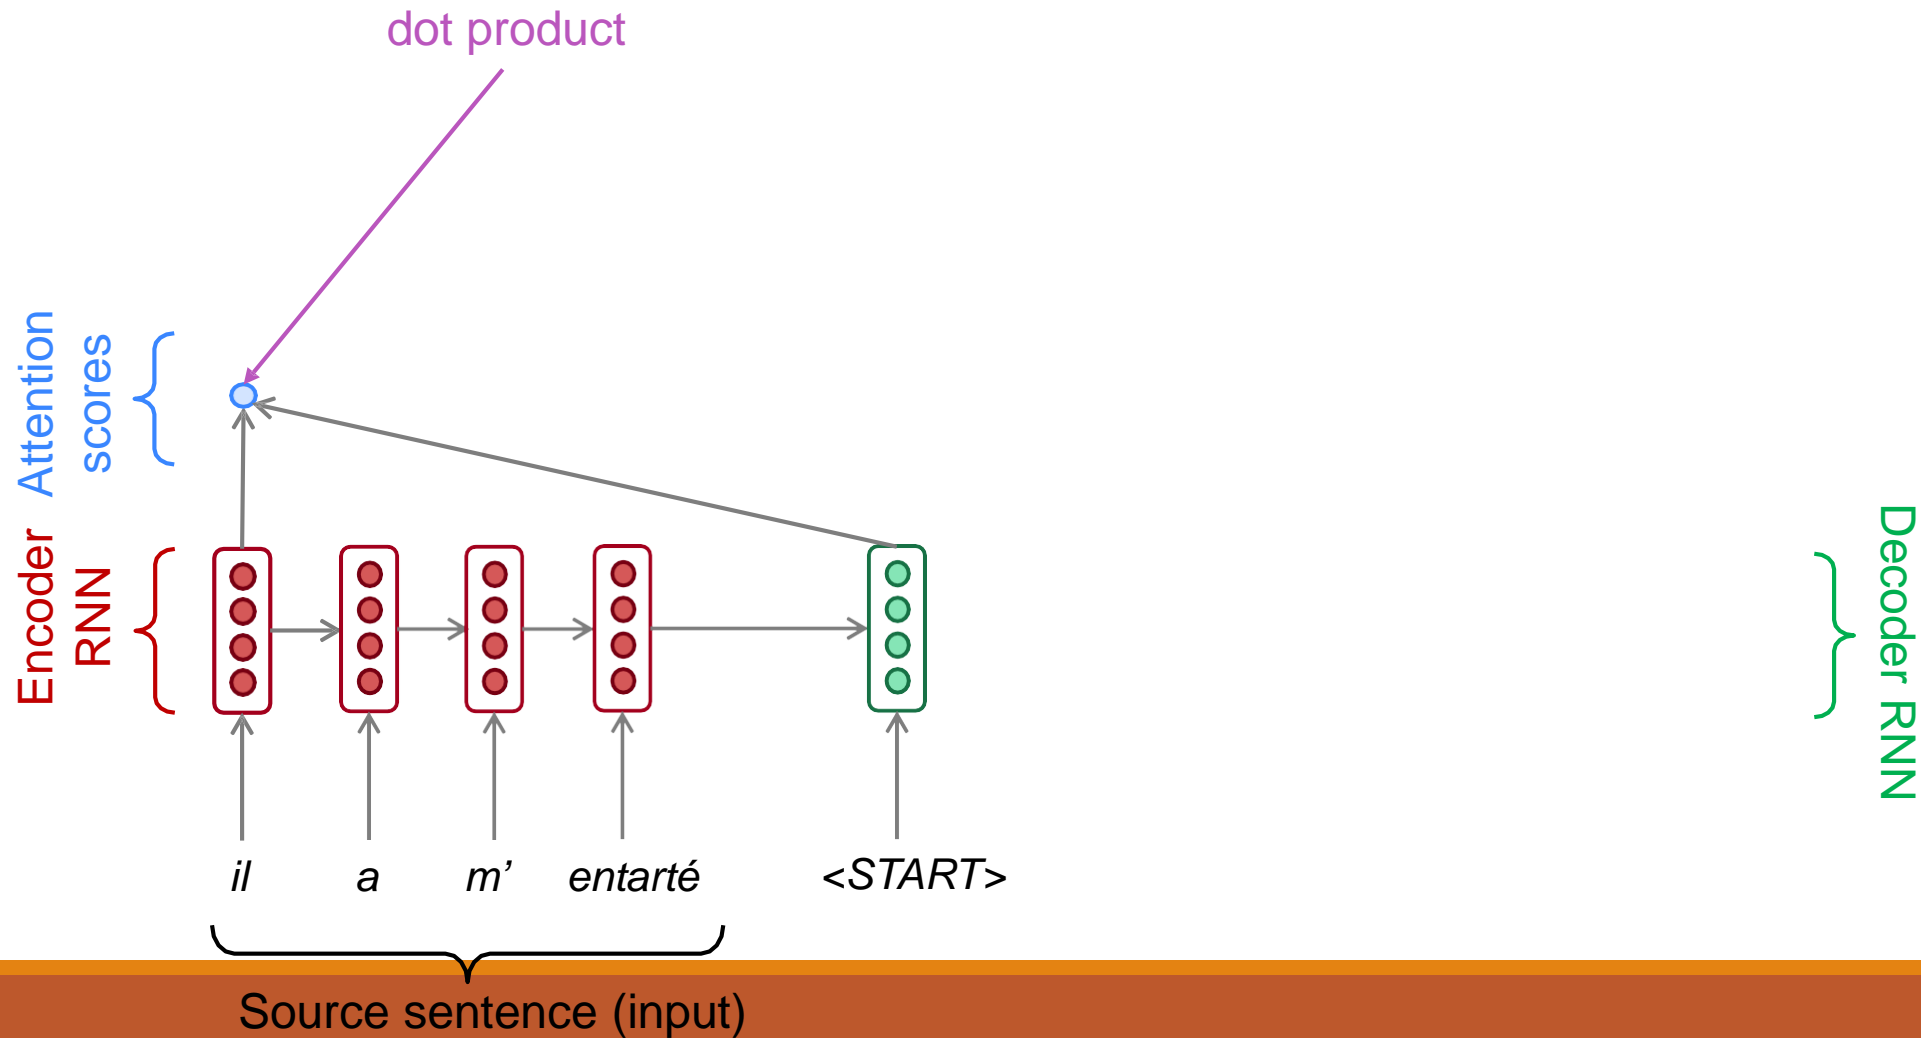 dot product
Attention
scores
Encoder
RNN
Decoder RNN
il a m’ entarté <START>
Source sentence (input)